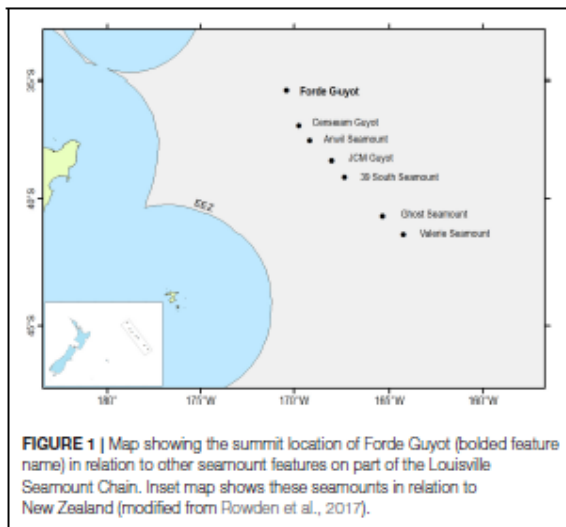 35°S
Forde Guyot
Censeam Guyot
Anvil Seamount
JCM Guyot
39 South Seamount
40°S
EEZ
Ghost Seamount
Valerie Seamount
45°S
180°
175°W
170°W
165°W
160°W
FIGURE 1 | Map showing the summit location of Forde Guyot (bolded feature
name) in relation to other seamount features on part of the Louisville
Seamount Chain. Inset map shows these seamounts in relation to
New Zealand (modified from Rowden et al., 2017).